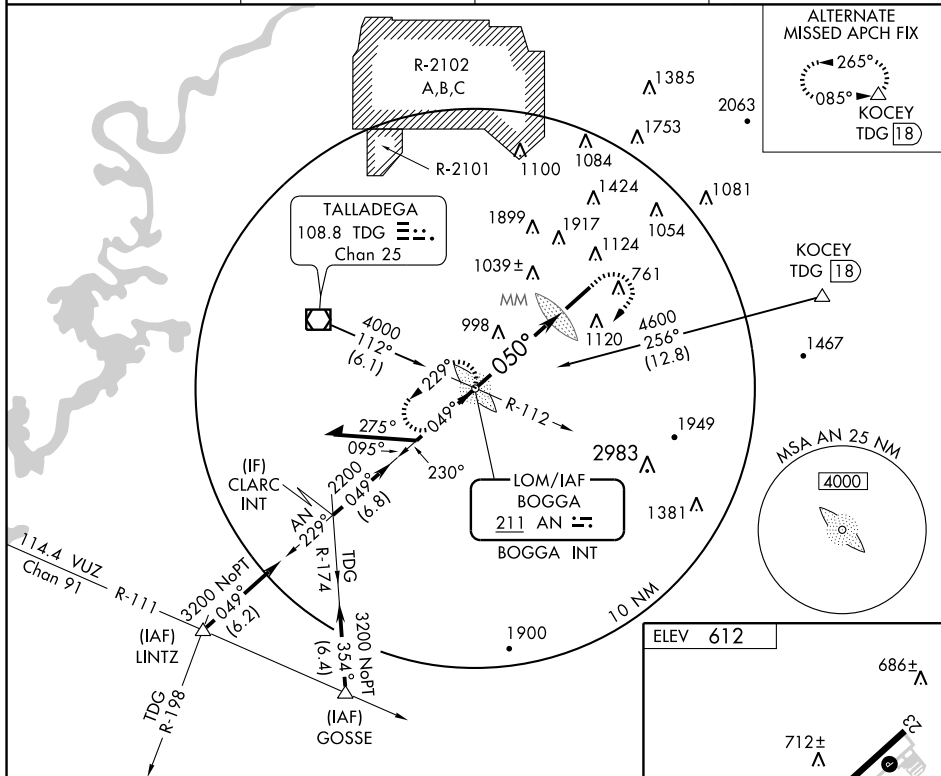 ALTERNATE
MISSED APCH FIX
265°
085°
KOCEY
TDG 18
R-2102
A,B,C
R-2101
1385
2063
1753
1084
1100
1424
1081
1899
1917
1054
1124
1039±
761
MM
998
1120
TALLADEGA
108.8 TDG
Chan 25
KOCEY
TDG 18
4600
256°
(12.8)
1467
4000
112°
(6.1)
050°
229°
049°
R-112
275°
095°
230°
1949
2983
1381
(IF)
CLARC
INT
2200
049°
(6.8)
AN
229°
LOM/IAF
BOGGA
211 AN
BOGGA INT
MSA AN 25 NM
4000
114.4 VUZ
Chan 91
R-111
3200 NoPT
049°
(6.2)
TDG
R-174
3200 NoPT
354°
(6.4)
10 NM
1900
(IAF)
LINTZ
TDG
R-198
(IAF)
GOSSE
ELEV 612
686±
712±
23
P